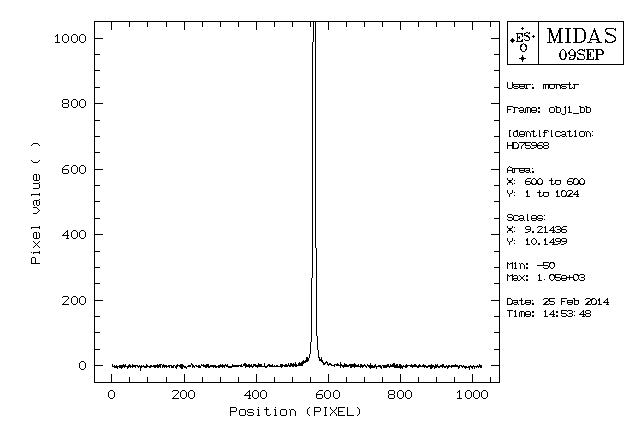 1000
800
600
400
200
0
Pixel value ( )
0 200 400 600 800 1000
Position (PIXEL)
ES
O
MIDAS
09SEP
User: monstr
Frame: obj1_bb
Identification:
HD75968
Area:
X: 600 to 600
Y: 1 to 1024
Scales:
X: 9.21436
Y: 10.1499
Min: -50
Max: 1.05e+03
Date: 25 Feb 2014
Time: 14:53:48